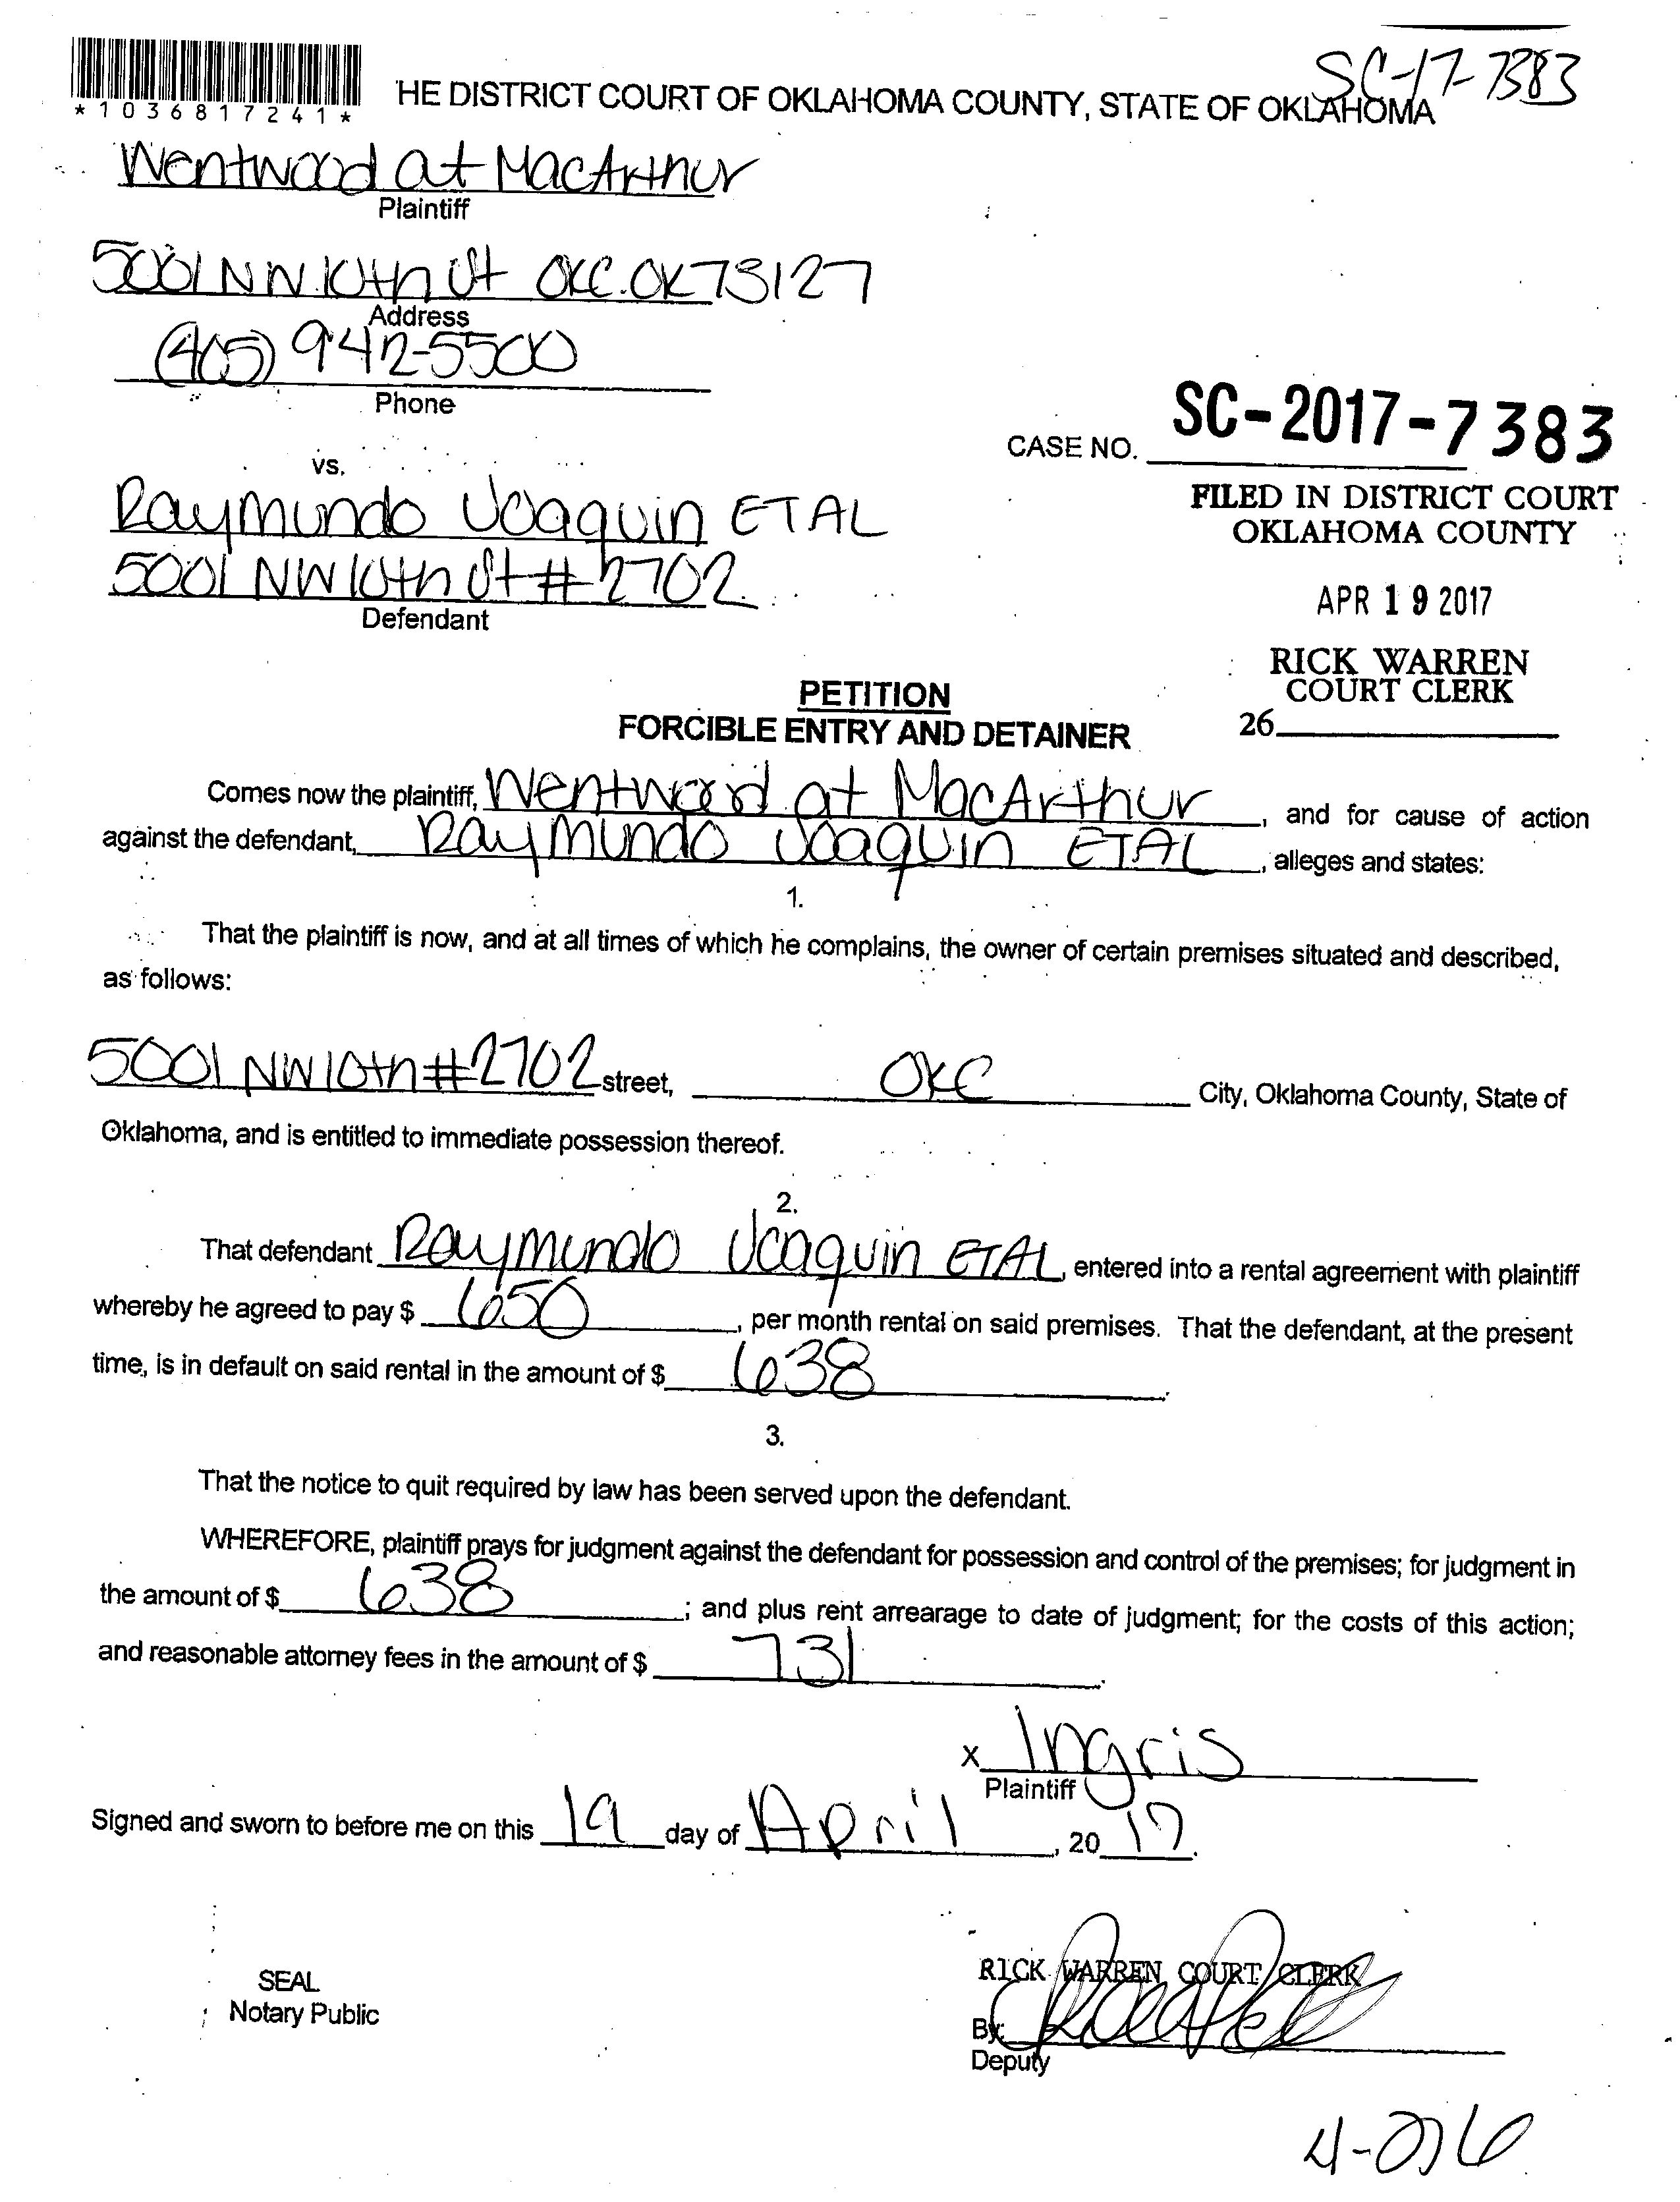 SC-17-7383
*1036817241*
HE DISTRICT COURT OF OKLAHOMA COUNTY, STATE OF OKLAHOMA
Wentwood at MacArthur
Plaintiff
5001 NW 10th St OKC. OK 73127
Address
(405) 942-5500
Phone
CASE NO. SC-2017-7383
vs.
FILED IN DISTRICT COURT
OKLAHOMA COUNTY
Raymundo Joaquin ETAL
5001 NW 10th St # 2702
Defendant
APR 19 2017
RICK WARREN
COURT CLERK
26
PETITION
FORCIBLE ENTRY AND DETAINER
Comes now the plaintiff, Wentwood at MacArthur, and for cause of action
against the defendant, Raymundo Joaquin ETAL, alleges and states:
1.
That the plaintiff is now, and at all times of which he complains, the owner of certain premises situated and described,
as follows:
5001 NW 10th #2702 street, OKC City, Oklahoma County, State of
Oklahoma, and is entitled to immediate possession thereof.
2.
That defendant Raymundo Joaquin ETAL, entered into a rental agreement with plaintiff
whereby he agreed to pay $ 650, per month rental on said premises. That the defendant, at the present
time, is in default on said rental in the amount of $ 638.
3.
That the notice to quit required by law has been served upon the defendant.
WHEREFORE, plaintiff prays for judgment against the defendant for possession and control of the premises; for judgment in
the amount of $ 638; and plus rent arrearage to date of judgment; for the costs of this action;
and reasonable attorney fees in the amount of $ 731.
x Ingris
Plaintiff
Signed and sworn to before me on this 19 day of April, 20 17.
SEAL
Notary Public
RICK WARREN COURT CLERK
By:
Deputy